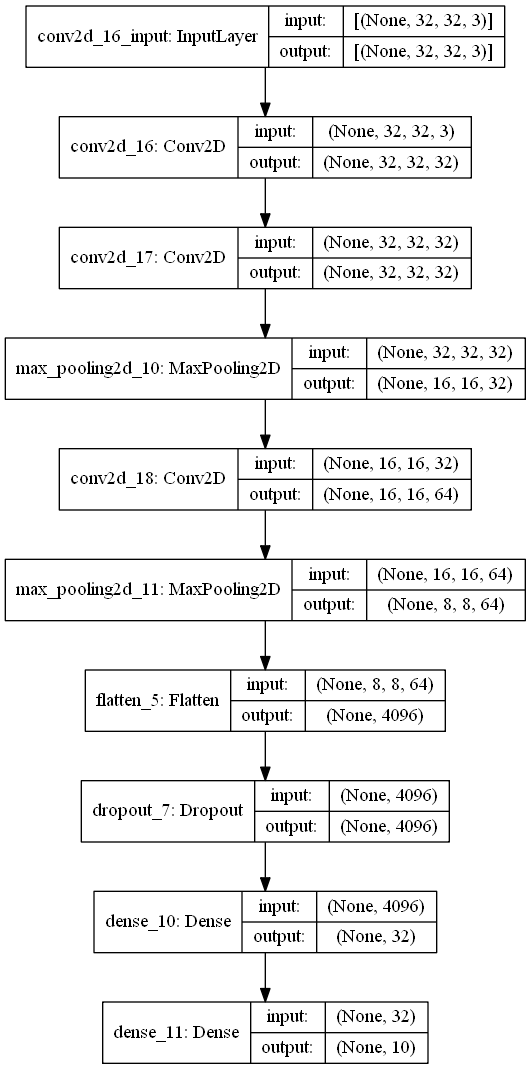 conv2d_16_input: InputLayer input: [(None, 32, 32, 3)]
output: [(None, 32, 32, 3)]
conv2d_16: Conv2D input: (None, 32, 32, 3)
output: (None, 32, 32, 32)
conv2d_17: Conv2D input: (None, 32, 32, 32)
output: (None, 32, 32, 32)
max_pooling2d_10: MaxPooling2D input: (None, 32, 32, 32)
output: (None, 16, 16, 32)
conv2d_18: Conv2D input: (None, 16, 16, 32)
output: (None, 16, 16, 64)
max_pooling2d_11: MaxPooling2D input: (None, 16, 16, 64)
output: (None, 8, 8, 64)
flatten_5: Flatten input: (None, 8, 8, 64)
output: (None, 4096)
dropout_7: Dropout input: (None, 4096)
output: (None, 4096)
dense_10: Dense input: (None, 4096)
output: (None, 32)
dense_11: Dense input: (None, 32)
output: (None, 10)